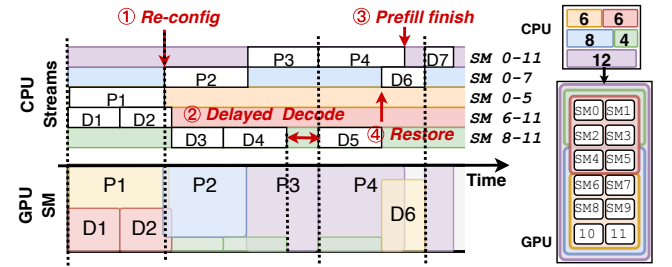 ① Re-config
③ Prefill finish
CPU
6 6
8 4
12
CPU Streams
P3 P4 D7 SM 0-11
P2 D6 SM 0-7
P1 SM 0-5
D1 D2 ② Delayed Decode SM 6-11
D3 D4 D5 ④ Restore SM 8-11
Time
GPU SM
P1 P2 P3 P4
D1 D2 D6
SM0 SM1
SM2 SM3
SM4 SM5
SM6 SM7
SM8 SM9
10 11
GPU